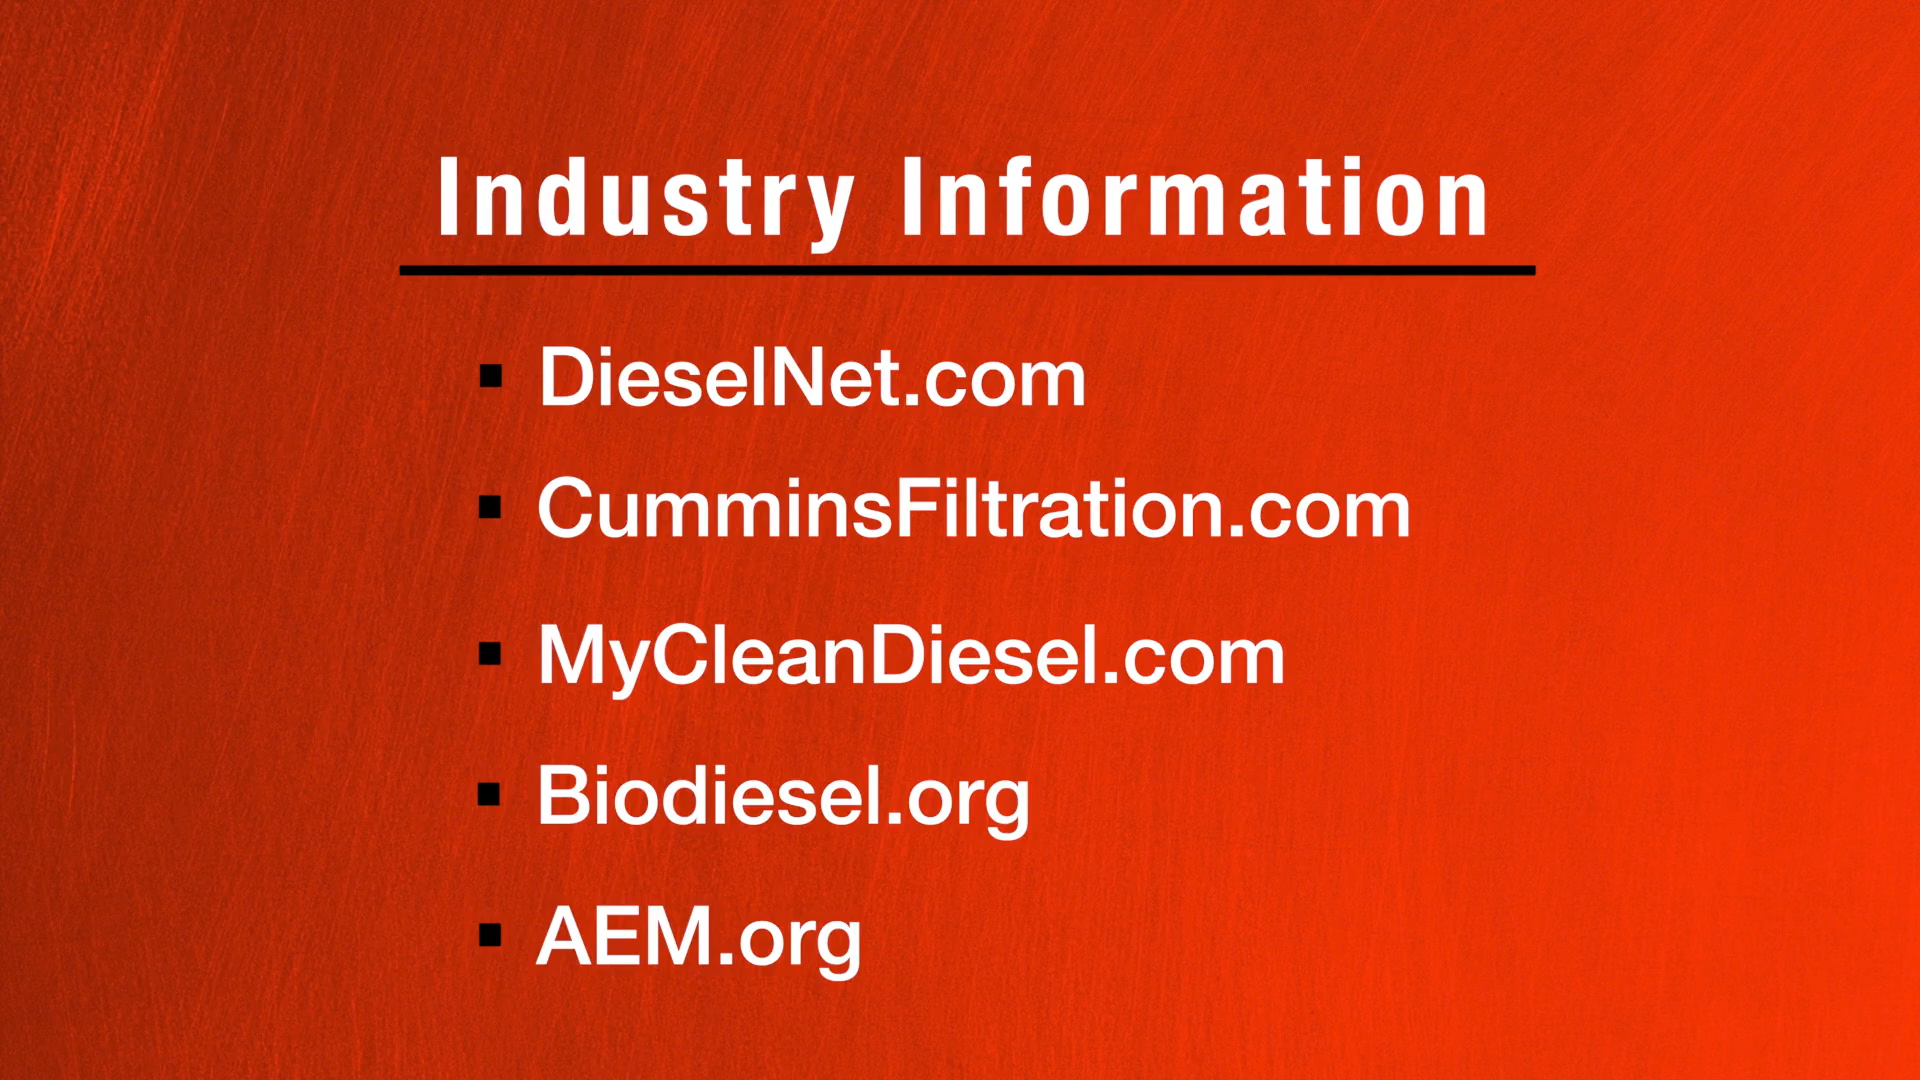 Industry Information
DieselNet.com
CumminsFiltration.com
MyCleanDiesel.com
Biodiesel.org
AEM.org